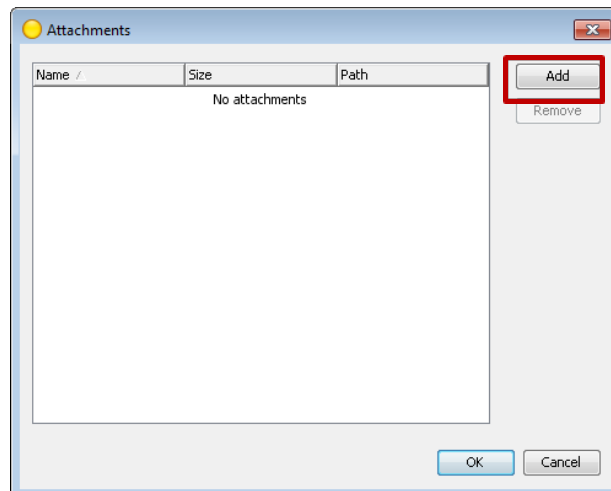 Attachments
Name Size Path
No attachments
Add
Remove
OK Cancel